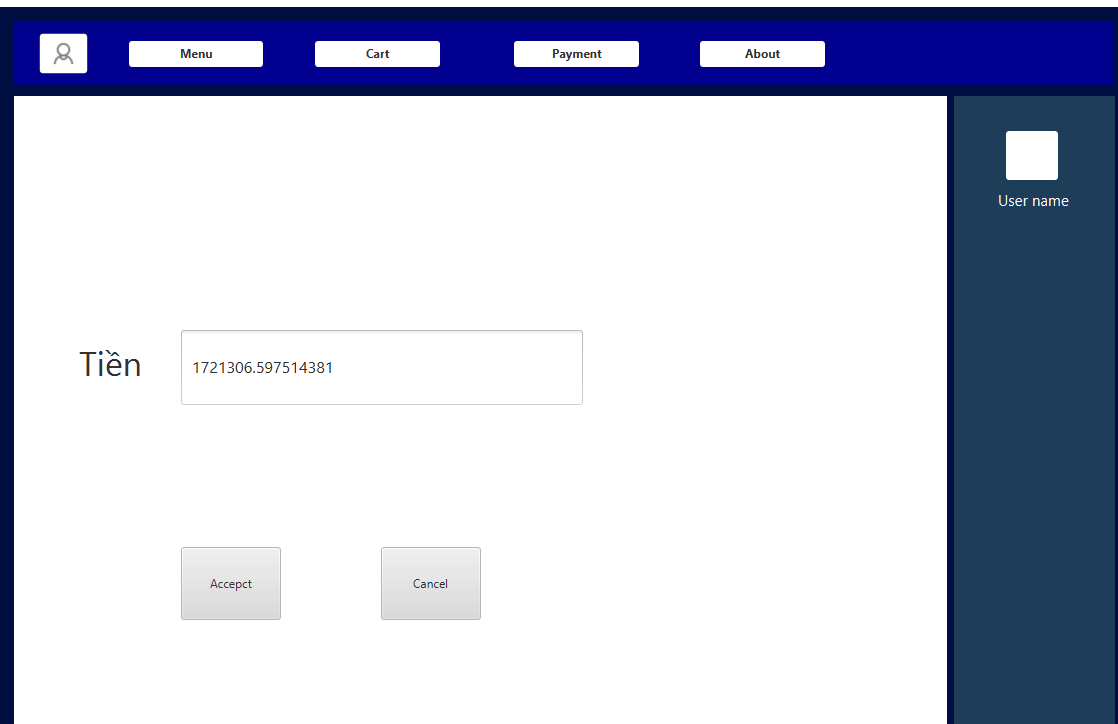 Menu
Cart
Payment
About
User name
Tiền
1721306.597514381
Accepct
Cancel